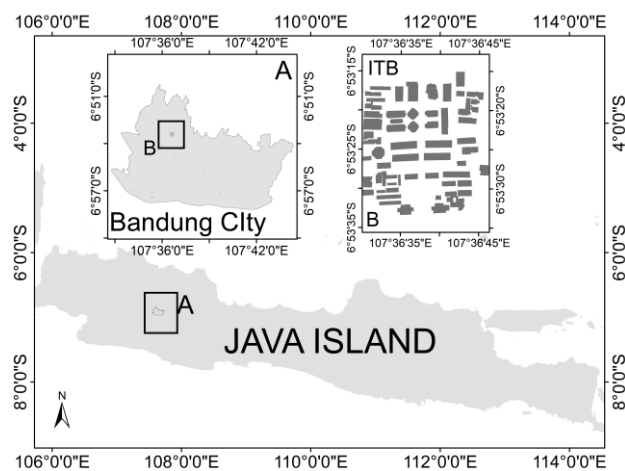 106°0'0"E 108°0'0"E 110°0'0"E 112°0'0"E 114°0'0"E
107°36'0"E 107°42'0"E
A
6°51'0"S 6°51'0"S
B
6°57'0"S 6°57'0"S
Bandung CIty
107°36'0"E 107°42'0"E
107°36'35"E 107°36'45"E
ITB
6°53'15"S
6°53'20"S
6°53'25"S
6°53'30"S
6°53'35"S
B
107°36'35"E 107°36'45"E
4°0'0"S 4°0'0"S
6°0'0"S 6°0'0"S
A
JAVA ISLAND
8°0'0"S 8°0'0"S
N
106°0'0"E 108°0'0"E 110°0'0"E 112°0'0"E 114°0'0"E